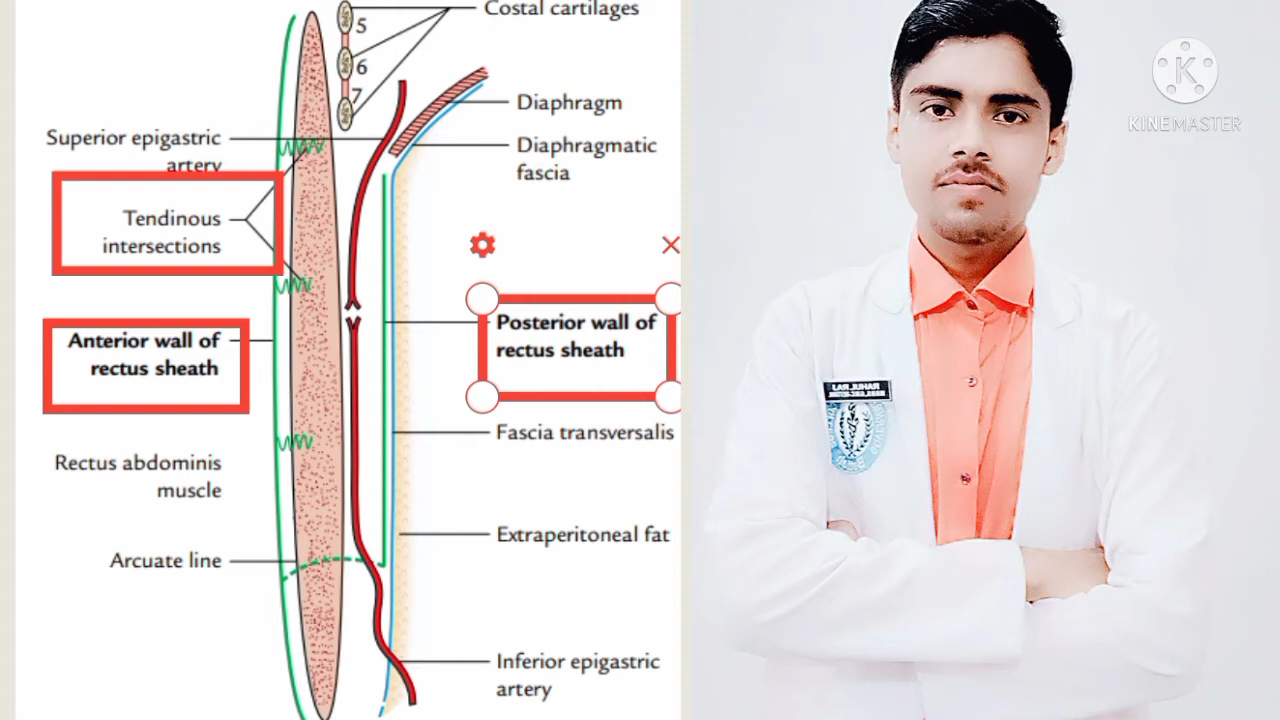 Costal cartilages
5
6
7
Diaphragm
Superior epigastric
artery
Diaphragmatic
fascia
Tendinous
intersections
Anterior wall of
rectus sheath
Posterior wall of
rectus sheath
Fascia transversalis
Rectus abdominis
muscle
Extraperitoneal fat
Arcuate line
Inferior epigastric
artery
K
KINEMASTER